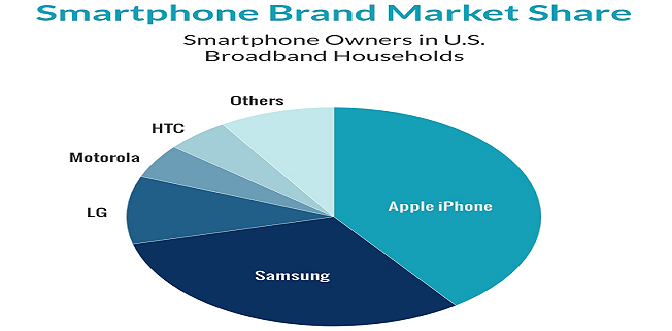 Smartphone Brand Market Share
Smartphone Owners in U.S.
Broadband Households
Others
HTC
Motorola
LG
Apple iPhone
Samsung